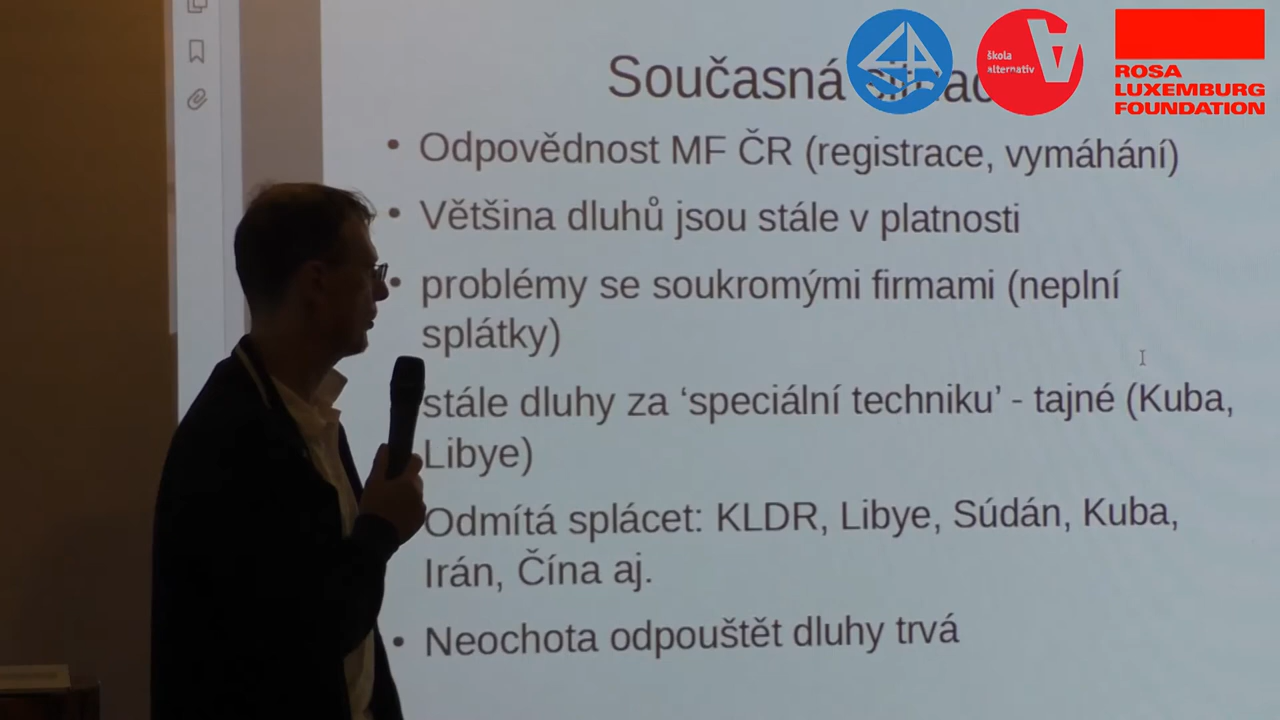 Současná
škola
alternativ
ROSA
LUXEMBURG
FOUNDATION
• Odpovědnost MF ČR (registrace, vymáhání)
• Většina dluhů jsou stále v platnosti
• problémy se soukromými firmami (neplní
splátky)
stále dluhy za ‘speciální techniku’ - tajné (Kuba,
Libye)
Odmítá splácet: KLDR, Libye, Súdán, Kuba,
Irán, Čína aj.
• Neochota odpouštět dluhy trvá